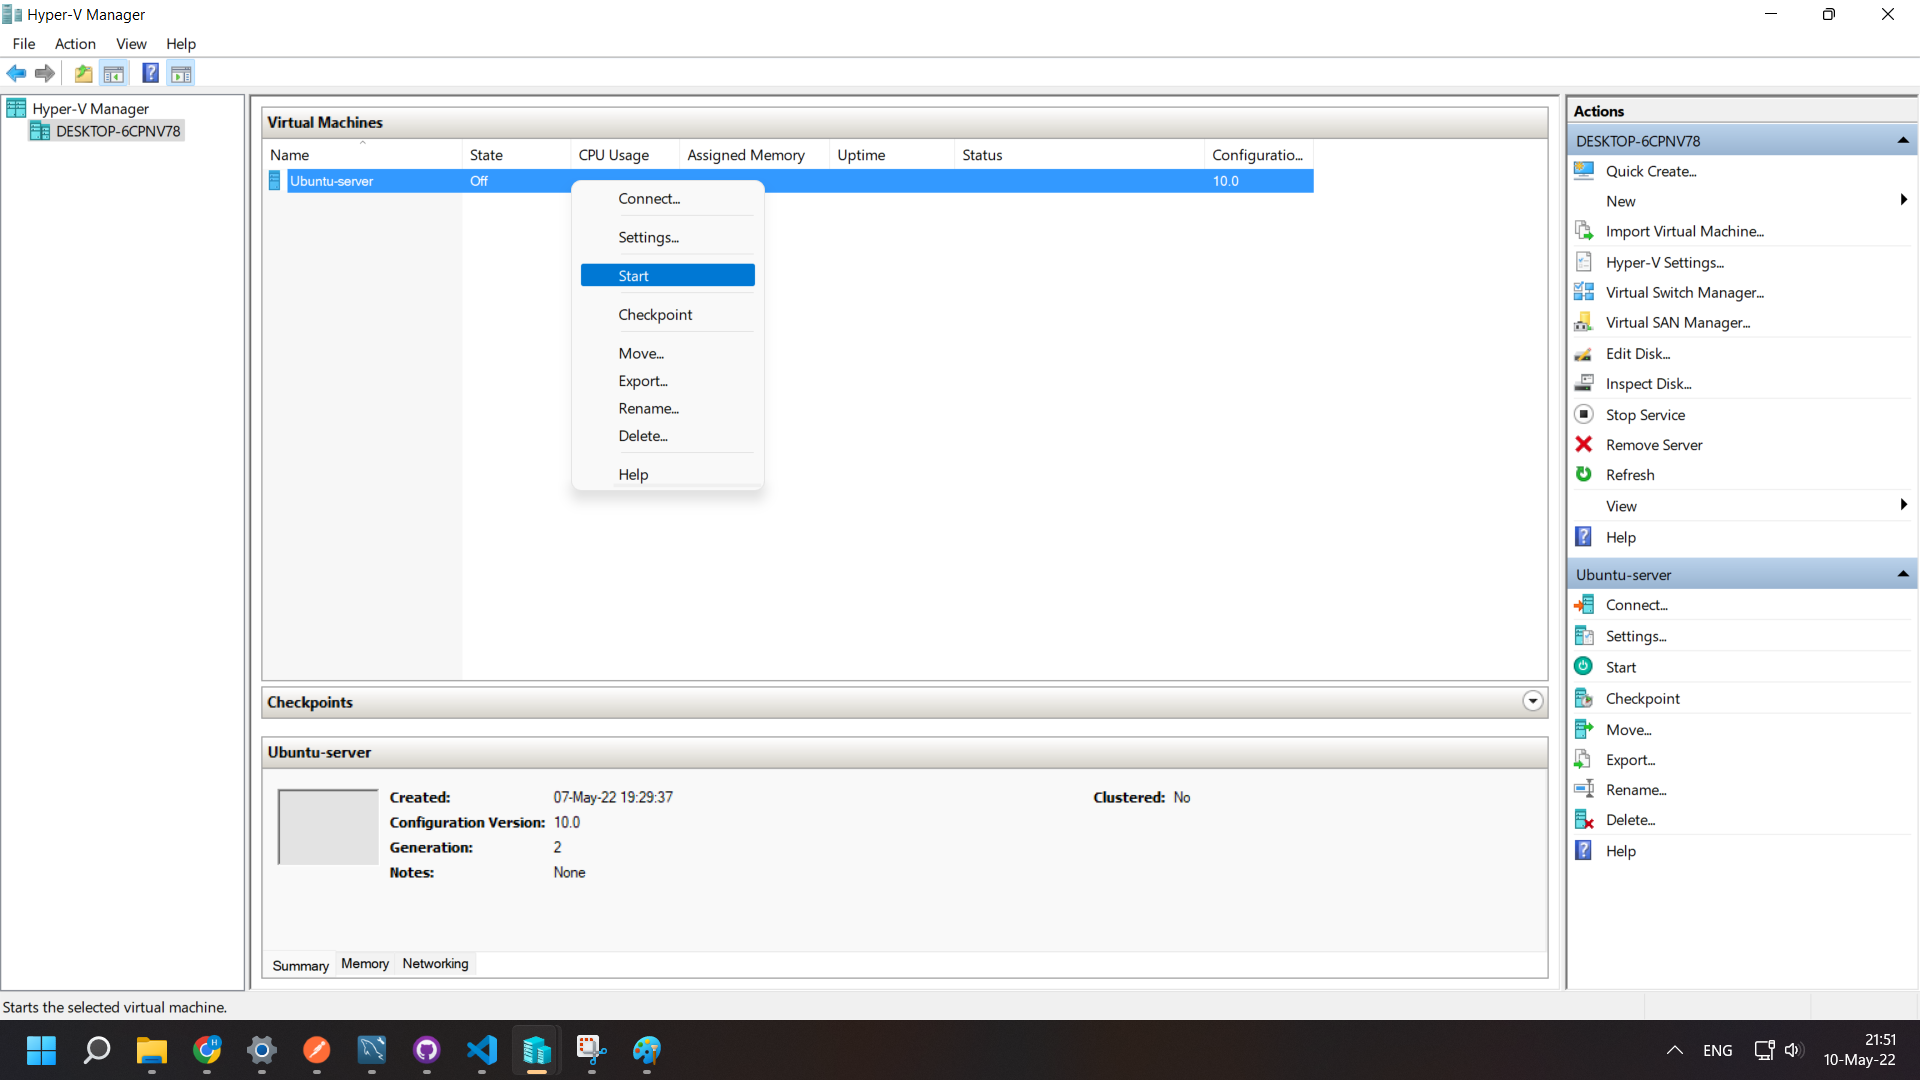 Hyper-V Manager
File Action View Help
Hyper-V Manager
DESKTOP-6CPNV78
Virtual Machines
Name State CPU Usage Assigned Memory Uptime Status Configuratio...
Ubuntu-server Off 10.0
Connect...
Settings...
Start
Checkpoint
Move...
Export...
Rename...
Delete...
Help
Checkpoints
Ubuntu-server
Created: 07-May-22 19:29:37 Clustered: No
Configuration Version: 10.0
Generation: 2
Notes: None
Summary Memory Networking
Actions
DESKTOP-6CPNV78
Quick Create...
New
Import Virtual Machine...
Hyper-V Settings...
Virtual Switch Manager...
Virtual SAN Manager...
Edit Disk...
Inspect Disk...
Stop Service
Remove Server
Refresh
View
Help
Ubuntu-server
Connect...
Settings...
Start
Checkpoint
Move...
Export...
Rename...
Delete...
Help
Starts the selected virtual machine.
H
ENG
21:51
10-May-22